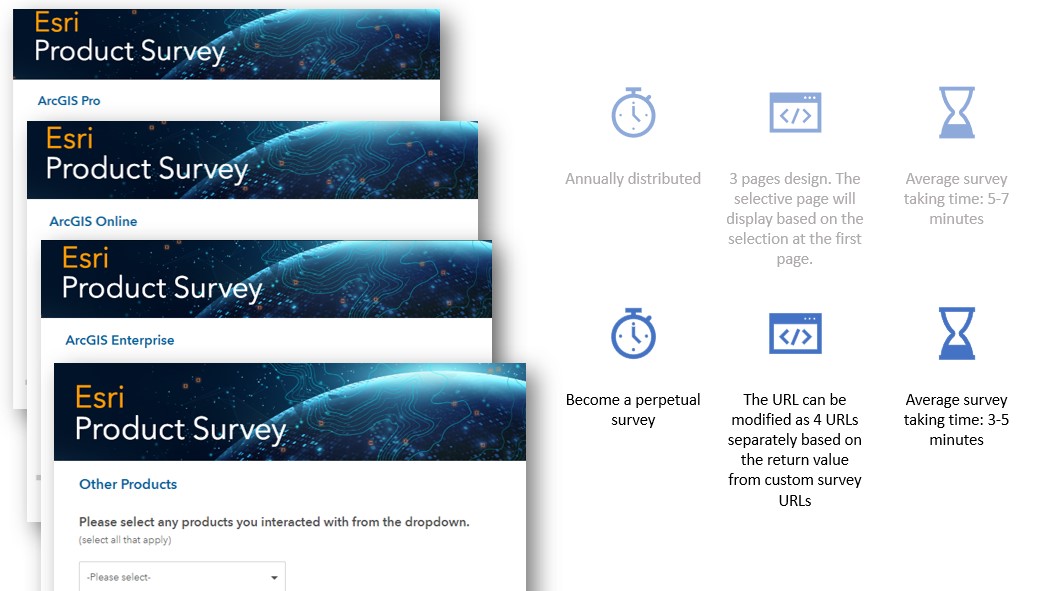 Esri
Product Survey
ArcGIS Pro
Esri
Product Survey
ArcGIS Online
Esri
Product Survey
ArcGIS Enterprise
Esri
Product Survey
Other Products
Please select any products you interacted with from the dropdown.
(select all that apply)
-Please select-
Annually distributed
3 pages design. The
selective page will
display based on the
selection at the first
page.
Average survey
taking time: 5-7
minutes
Become a perpetual
survey
The URL can be
modified as 4 URLs
separately based on
the return value
from custom survey
URLs
Average survey
taking time: 3-5
minutes